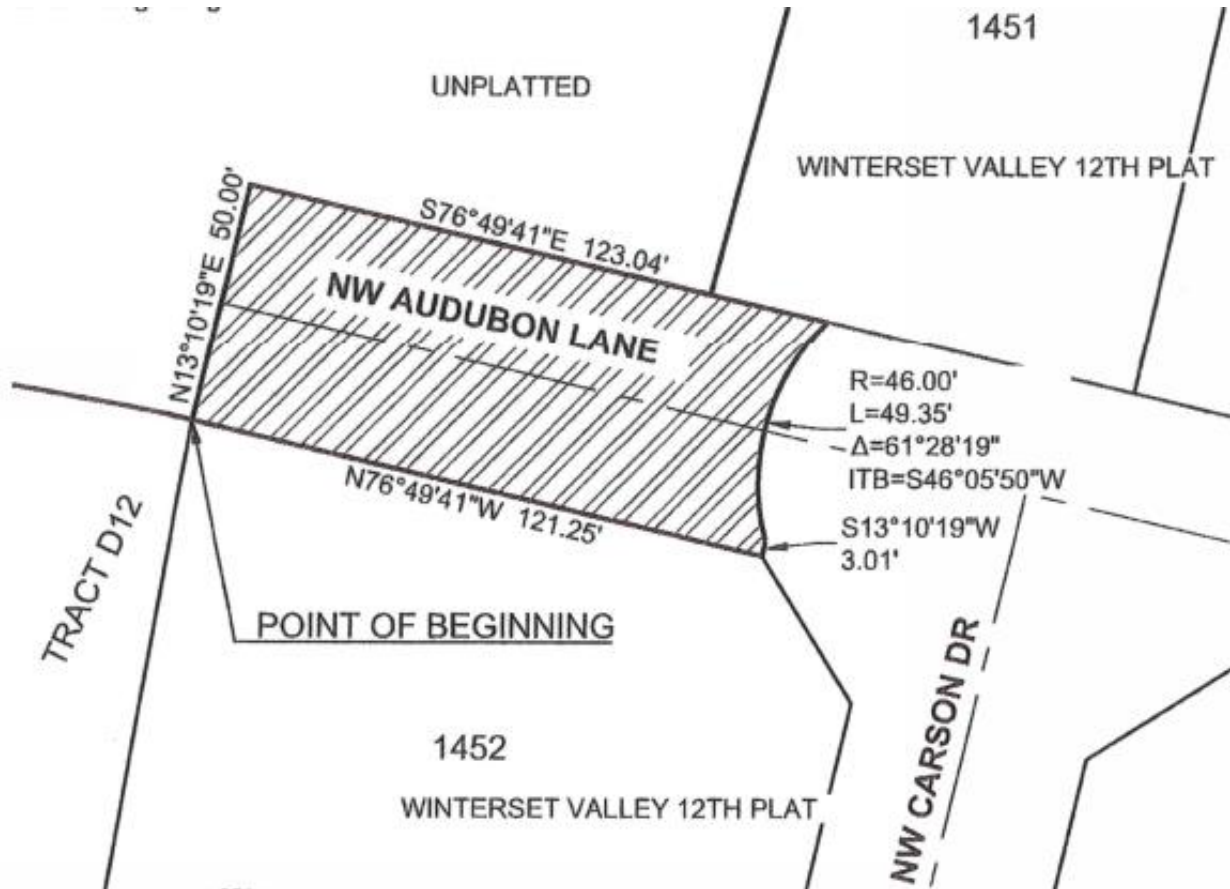 1451
UNPLATTED
WINTERSET VALLEY 12TH PLAT
N13°10'19"E 50.00'
S76°49'41"E 123.04'
NW AUDUBON LANE
R=46.00'
L=49.35'
Δ=61°28'19"
ITB=S46°05'50"W
N76°49'41"W 121.25'
S13°10'19"W
3.01'
TRACT D12
POINT OF BEGINNING
NW CARSON DR
1452
WINTERSET VALLEY 12TH PLAT